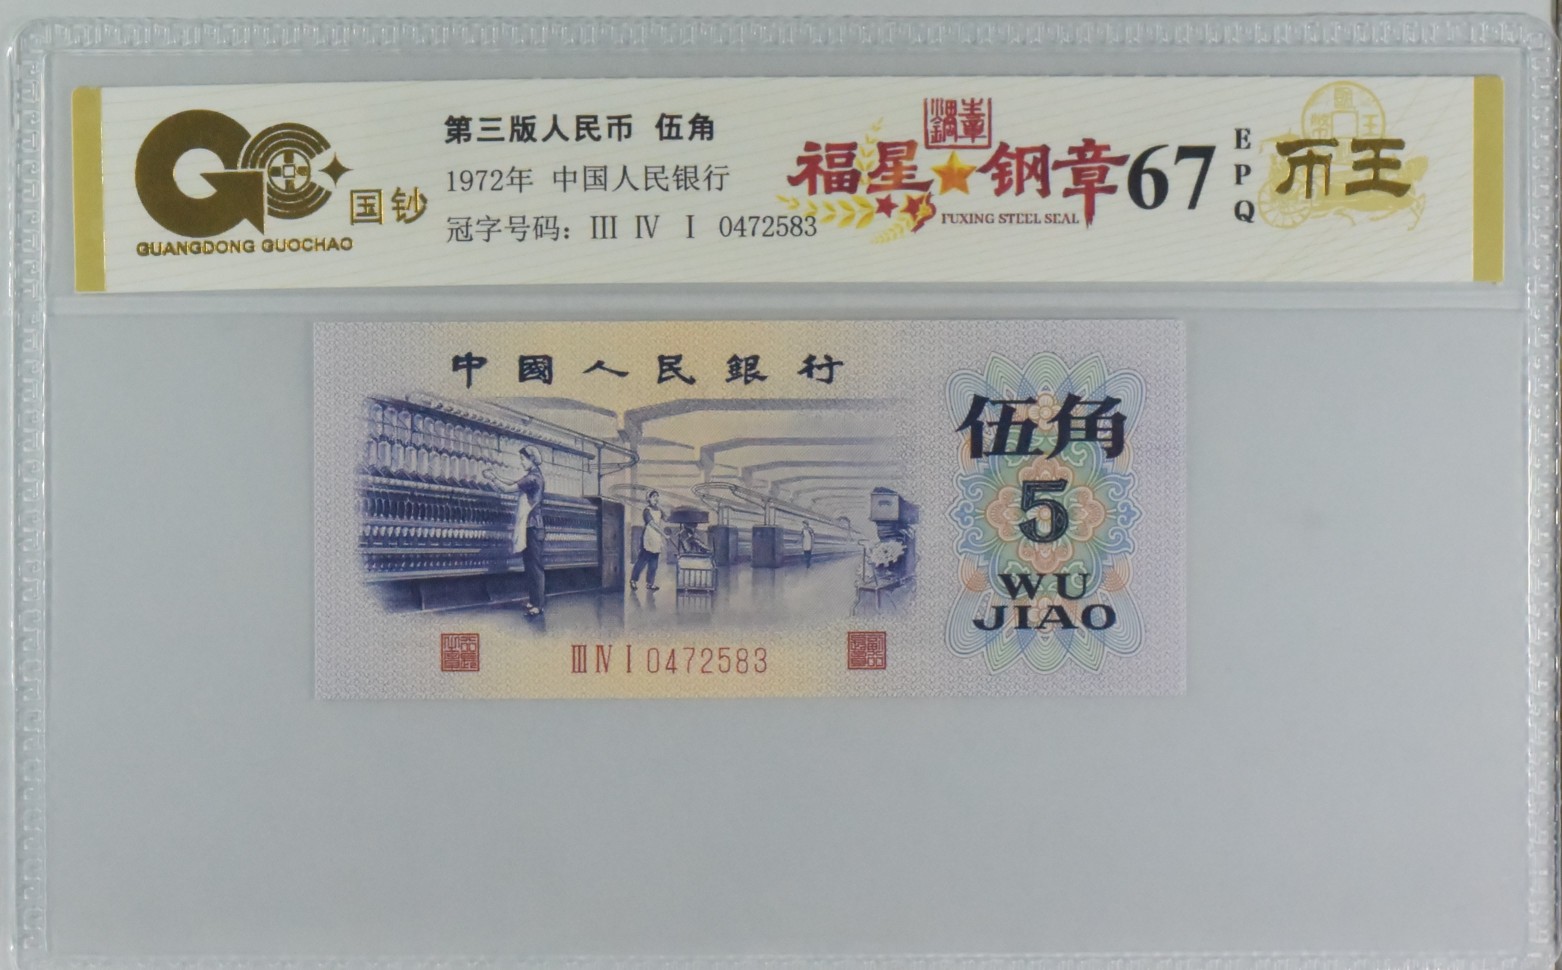 GUANGDONG GUOCHAO
国钞
第三版人民币 伍角
1972年 中国人民银行
冠字号码：Ⅲ Ⅳ Ⅰ 0472583
鋼章
福星★钢章
FUXING STEEL SEAL
67
EPQ
币王
中國人民銀行
伍角
5
WU
JIAO
Ⅲ Ⅳ Ⅰ 0472583